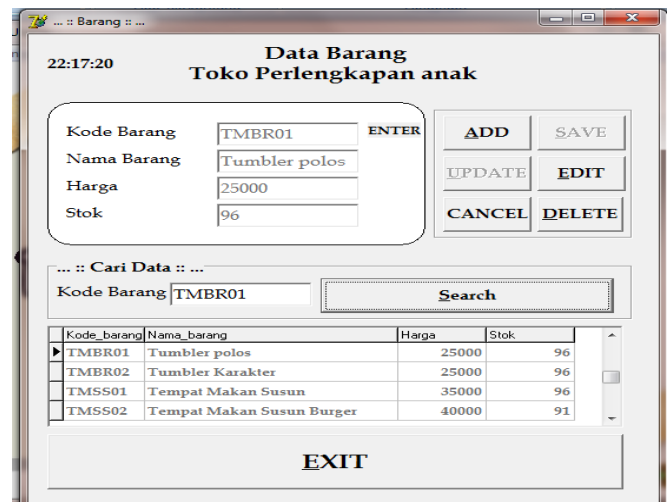 ... :: Barang :: ...
22:17:20
Data Barang
Toko Perlengkapan anak
Kode Barang TMBR01 ENTER
Nama Barang Tumbler polos
Harga 25000
Stok 96
ADD SAVE
UPDATE EDIT
CANCEL DELETE
... :: Cari Data :: ...
Kode Barang TMBR01 Search
Kode_barang Nama_barang Harga Stok
TMBR01 Tumbler polos 25000 96
TMBR02 Tumbler Karakter 25000 96
TMSS01 Tempat Makan Susun 35000 96
TMSS02 Tempat Makan Susun Burger 40000 91
EXIT